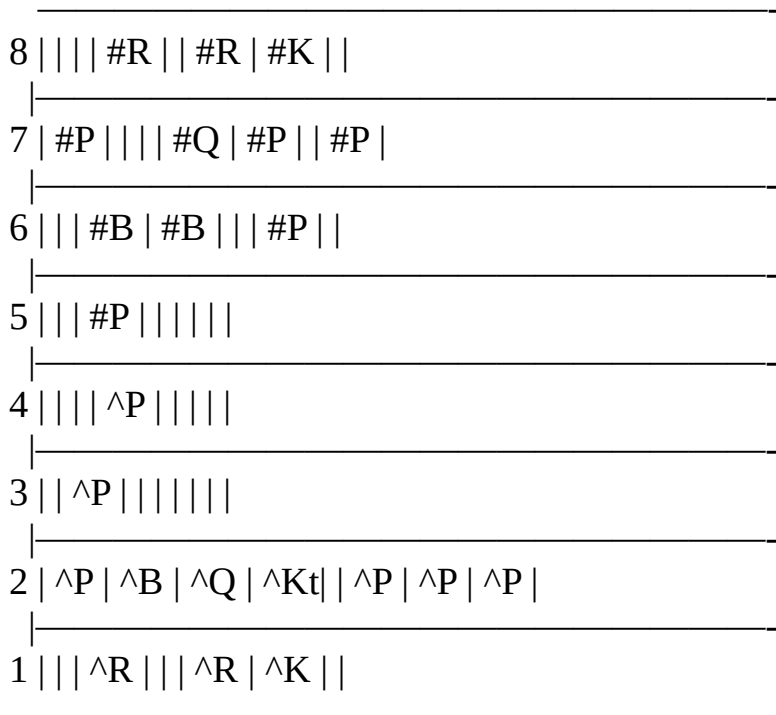 8 | | | | #R | | #R | #K | |
7 | #P | | | | #Q | #P | | #P |
6 | | | #B | #B | | | #P | |
5 | | | #P | | | | | |
4 | | | | ^P | | | | |
3 | | ^P | | | | | | |
2 | ^P | ^B | ^Q | ^Kt| | ^P | ^P | ^P |
1 | | | ^R | | | ^R | ^K | |